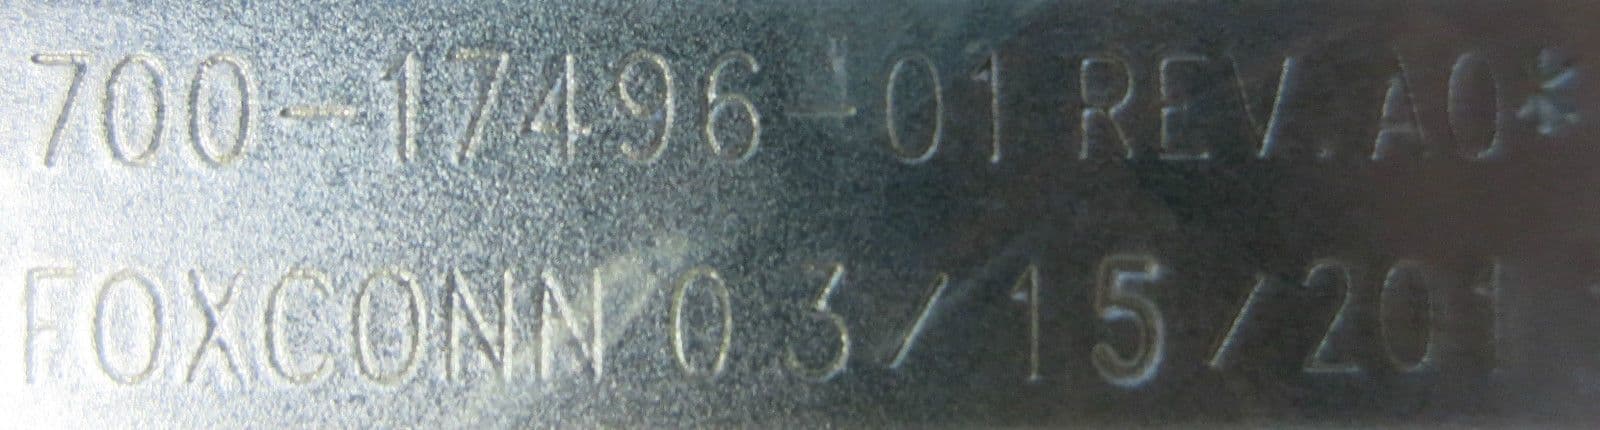 700-17496-01 REV.A0*
FOXCONN 03/15/201